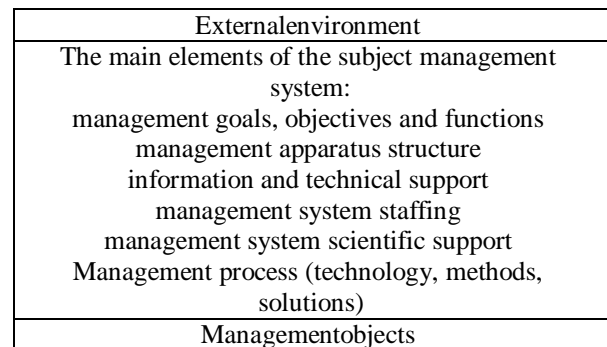 Externalenvironment
The main elements of the subject management
system:
management goals, objectives and functions
management apparatus structure
information and technical support
management system staffing
management system scientific support
Management process (technology, methods,
solutions)
Managementobjects